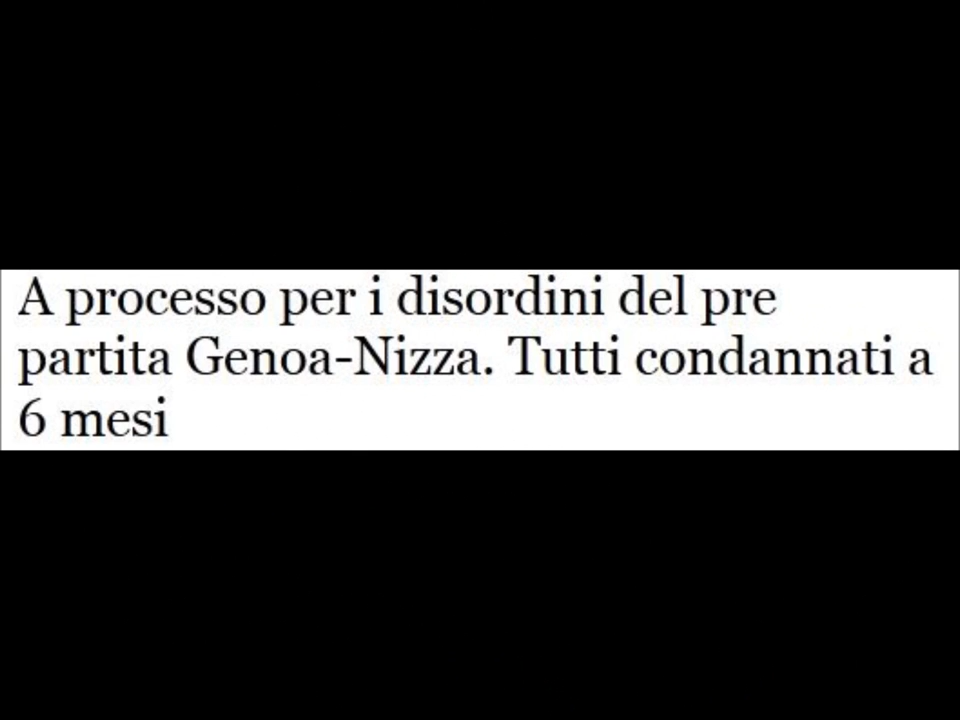 A processo per i disordini del pre
partita Genoa-Nizza. Tutti condannati a
6 mesi